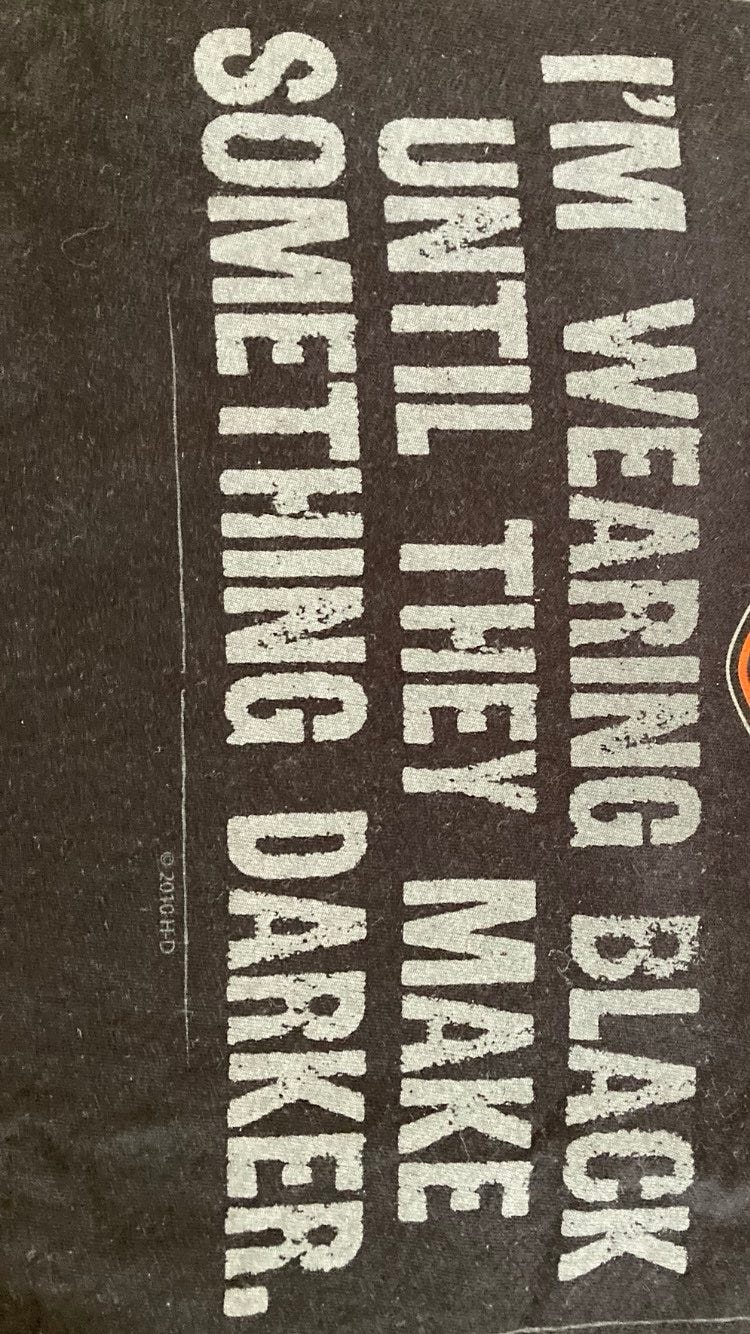 I'M WEARING BLACK
UNTIL THEY MAKE
SOMETHING DARKER.
© 2010 H-D